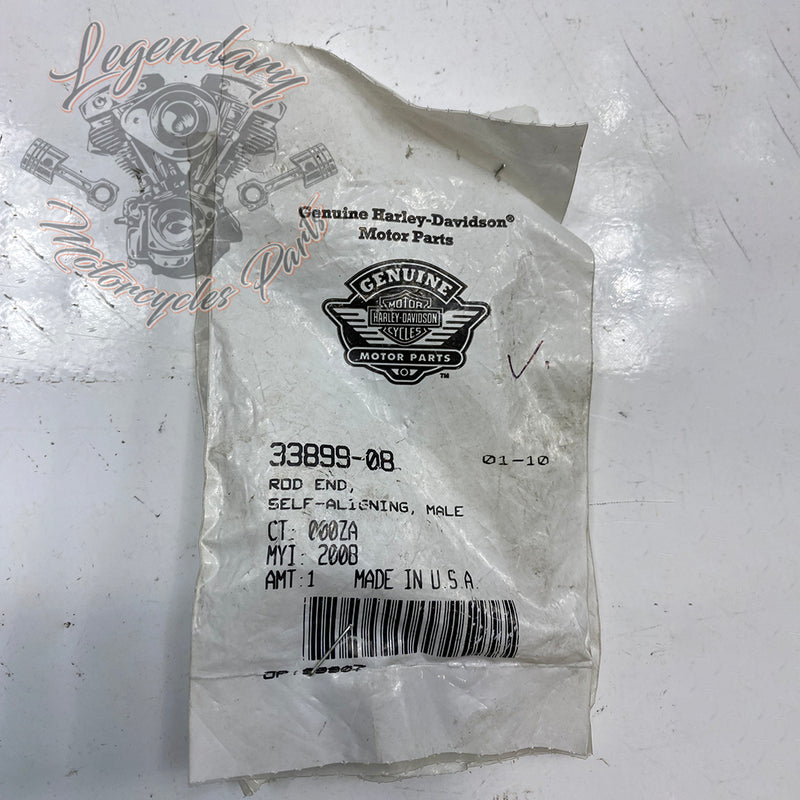 Legendary
Motorcycles Parts
Genuine Harley-Davidson®
Motor Parts
GENUINE
MOTOR
HARLEY-DAVIDSON
CYCLES
MOTOR PARTS
TM
33899-08 01-10
ROD END,
SELF-ALIGNING, MALE
CT: 000ZA
MYI: 2008
AMT:1 MADE IN U.S.A.